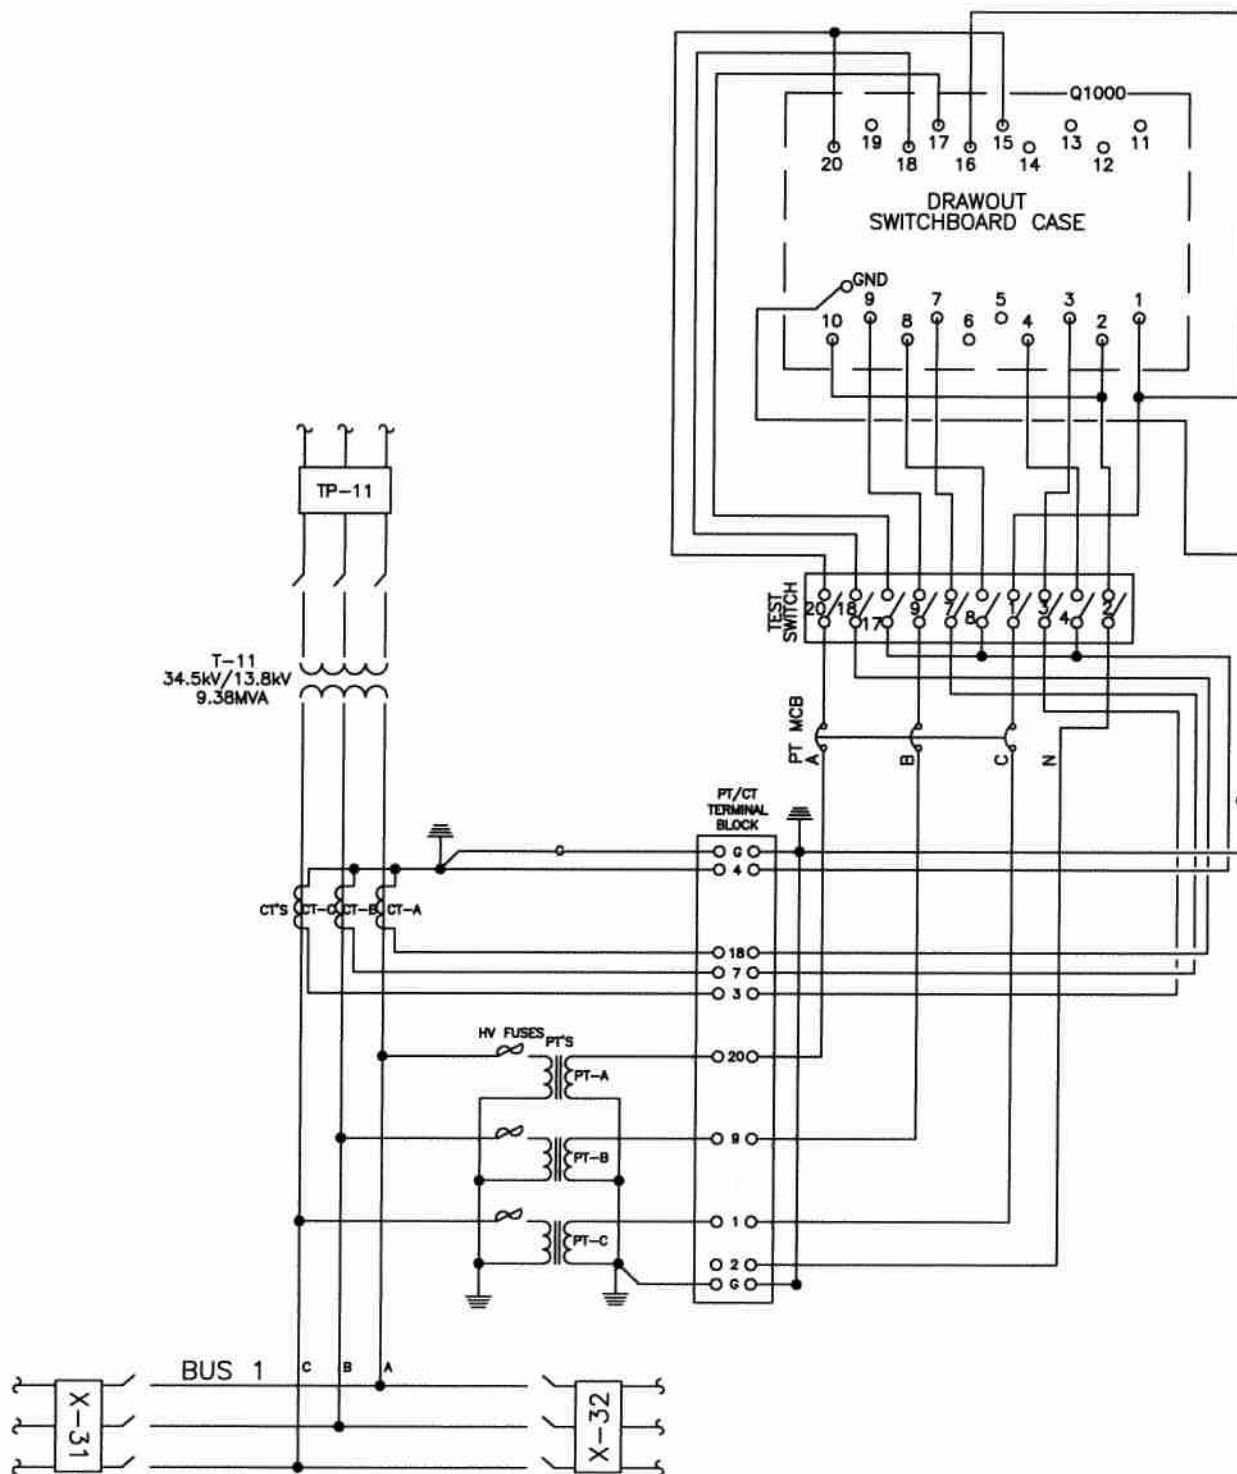 Q1000
19
17
15
13
11
20
18
16
14
12
DRAWOUT
SWITCHBOARD CASE
GND
9
7
5
3
1
10
8
6
4
2
TP-11
TEST
SWITCH
20
18
17
9
7
8
1
3
4
2
T-11
34.5kV/13.8kV
9.38MVA
PT MCB
A
B
C
N
PT/CT
TERMINAL
BLOCK
G
G
4
CT'S
CT-C
CT-B
CT-A
18
7
3
HV FUSES
PT'S
PT-A
20
PT-B
9
PT-C
1
2
G
BUS 1
C
B
A
X-31
X-32